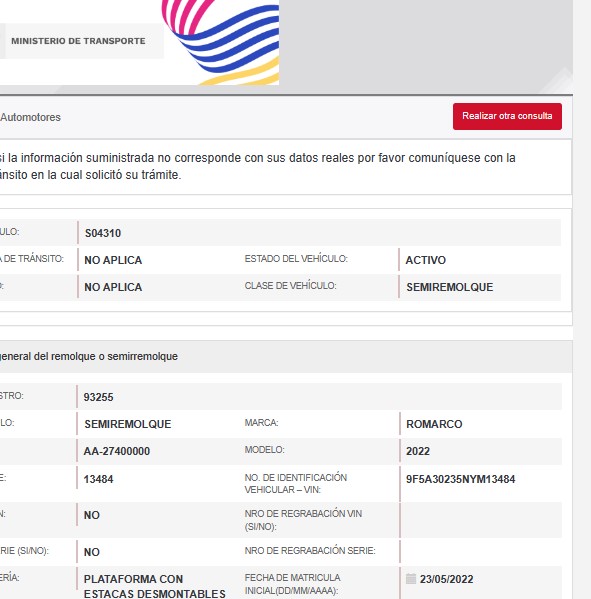 MINISTERIO DE TRANSPORTE
Automotores
Realizar otra consulta
si la información suministrada no corresponde con sus datos reales por favor comuníquese con la
ánsito en la cual solicitó su trámite.
ULO: S04310
A DE TRÁNSITO: NO APLICA ESTADO DEL VEHÍCULO: ACTIVO
O: NO APLICA CLASE DE VEHÍCULO: SEMIREMOLQUE
general del remolque o semirremolque
STRO: 93255
LO: SEMIREMOLQUE MARCA: ROMARCO
AA-27400000 MODELO: 2022
E: 13484 NO. DE IDENTIFICACIÓN 9F5A30235NYM13484
VEHICULAR – VIN:
N: NO NRO DE REGRABACIÓN VIN
(SI/NO):
RIE (SI/NO): NO NRO DE REGRABACIÓN SERIE:
ERÍA: PLATAFORMA CON FECHA DE MATRICULA 23/05/2022
ESTACAS DESMONTABLES INICIAL(DD/MM/AAAA):